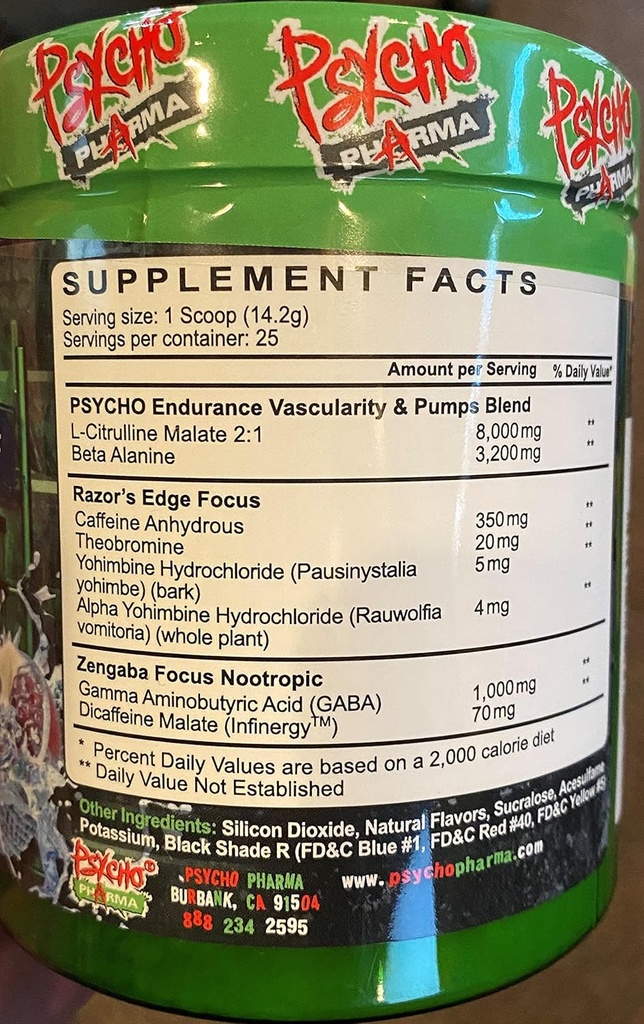 PSYCHO PSYCHO PSYCHO
PHARMA PHARMA PHARMA
SUPPLEMENT FACTS
Serving size: 1 Scoop (14.2g)
Servings per container: 25
Amount per Serving % Daily Value*
PSYCHO Endurance Vascularity & Pumps Blend
L-Citrulline Malate 2:1 8,000mg **
Beta Alanine 3,200mg **
Razor's Edge Focus
Caffeine Anhydrous 350mg **
Theobromine 20mg **
Yohimbine Hydrochloride (Pausinystalia 5mg **
yohimbe) (bark)
Alpha Yohimbine Hydrochloride (Rauwolfia 4mg **
vomitoria) (whole plant)
Zengaba Focus Nootropic
Gamma Aminobutyric Acid (GABA) 1,000mg **
Dicaffeine Malate (Infinergy™) 70mg **
* Percent Daily Values are based on a 2,000 calorie diet
** Daily Value Not Established
Other Ingredients: Silicon Dioxide, Natural Flavors, Sucralose, Acesulfame
Potassium, Black Shade R (FD&C Blue #1, FD&C Red #40, FD&C Yellow #5)
PSYCHO®
PHARMA
PSYCHO PHARMA www.psychopharma.com
BURBANK, CA 91504
888 234 2595